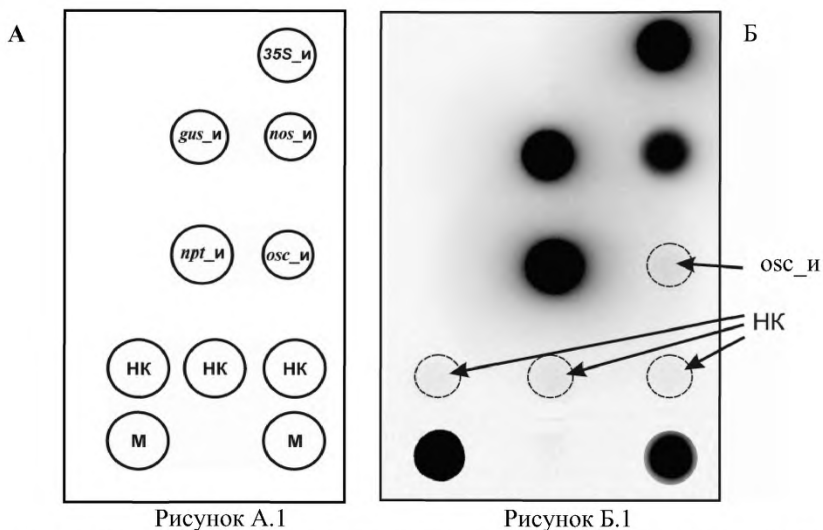 А
Б
35S_и
gus_и nos_и
npt_и osc_и
osc_и
НК НК НК
НК
М М
Рисунок А.1 Рисунок Б.1